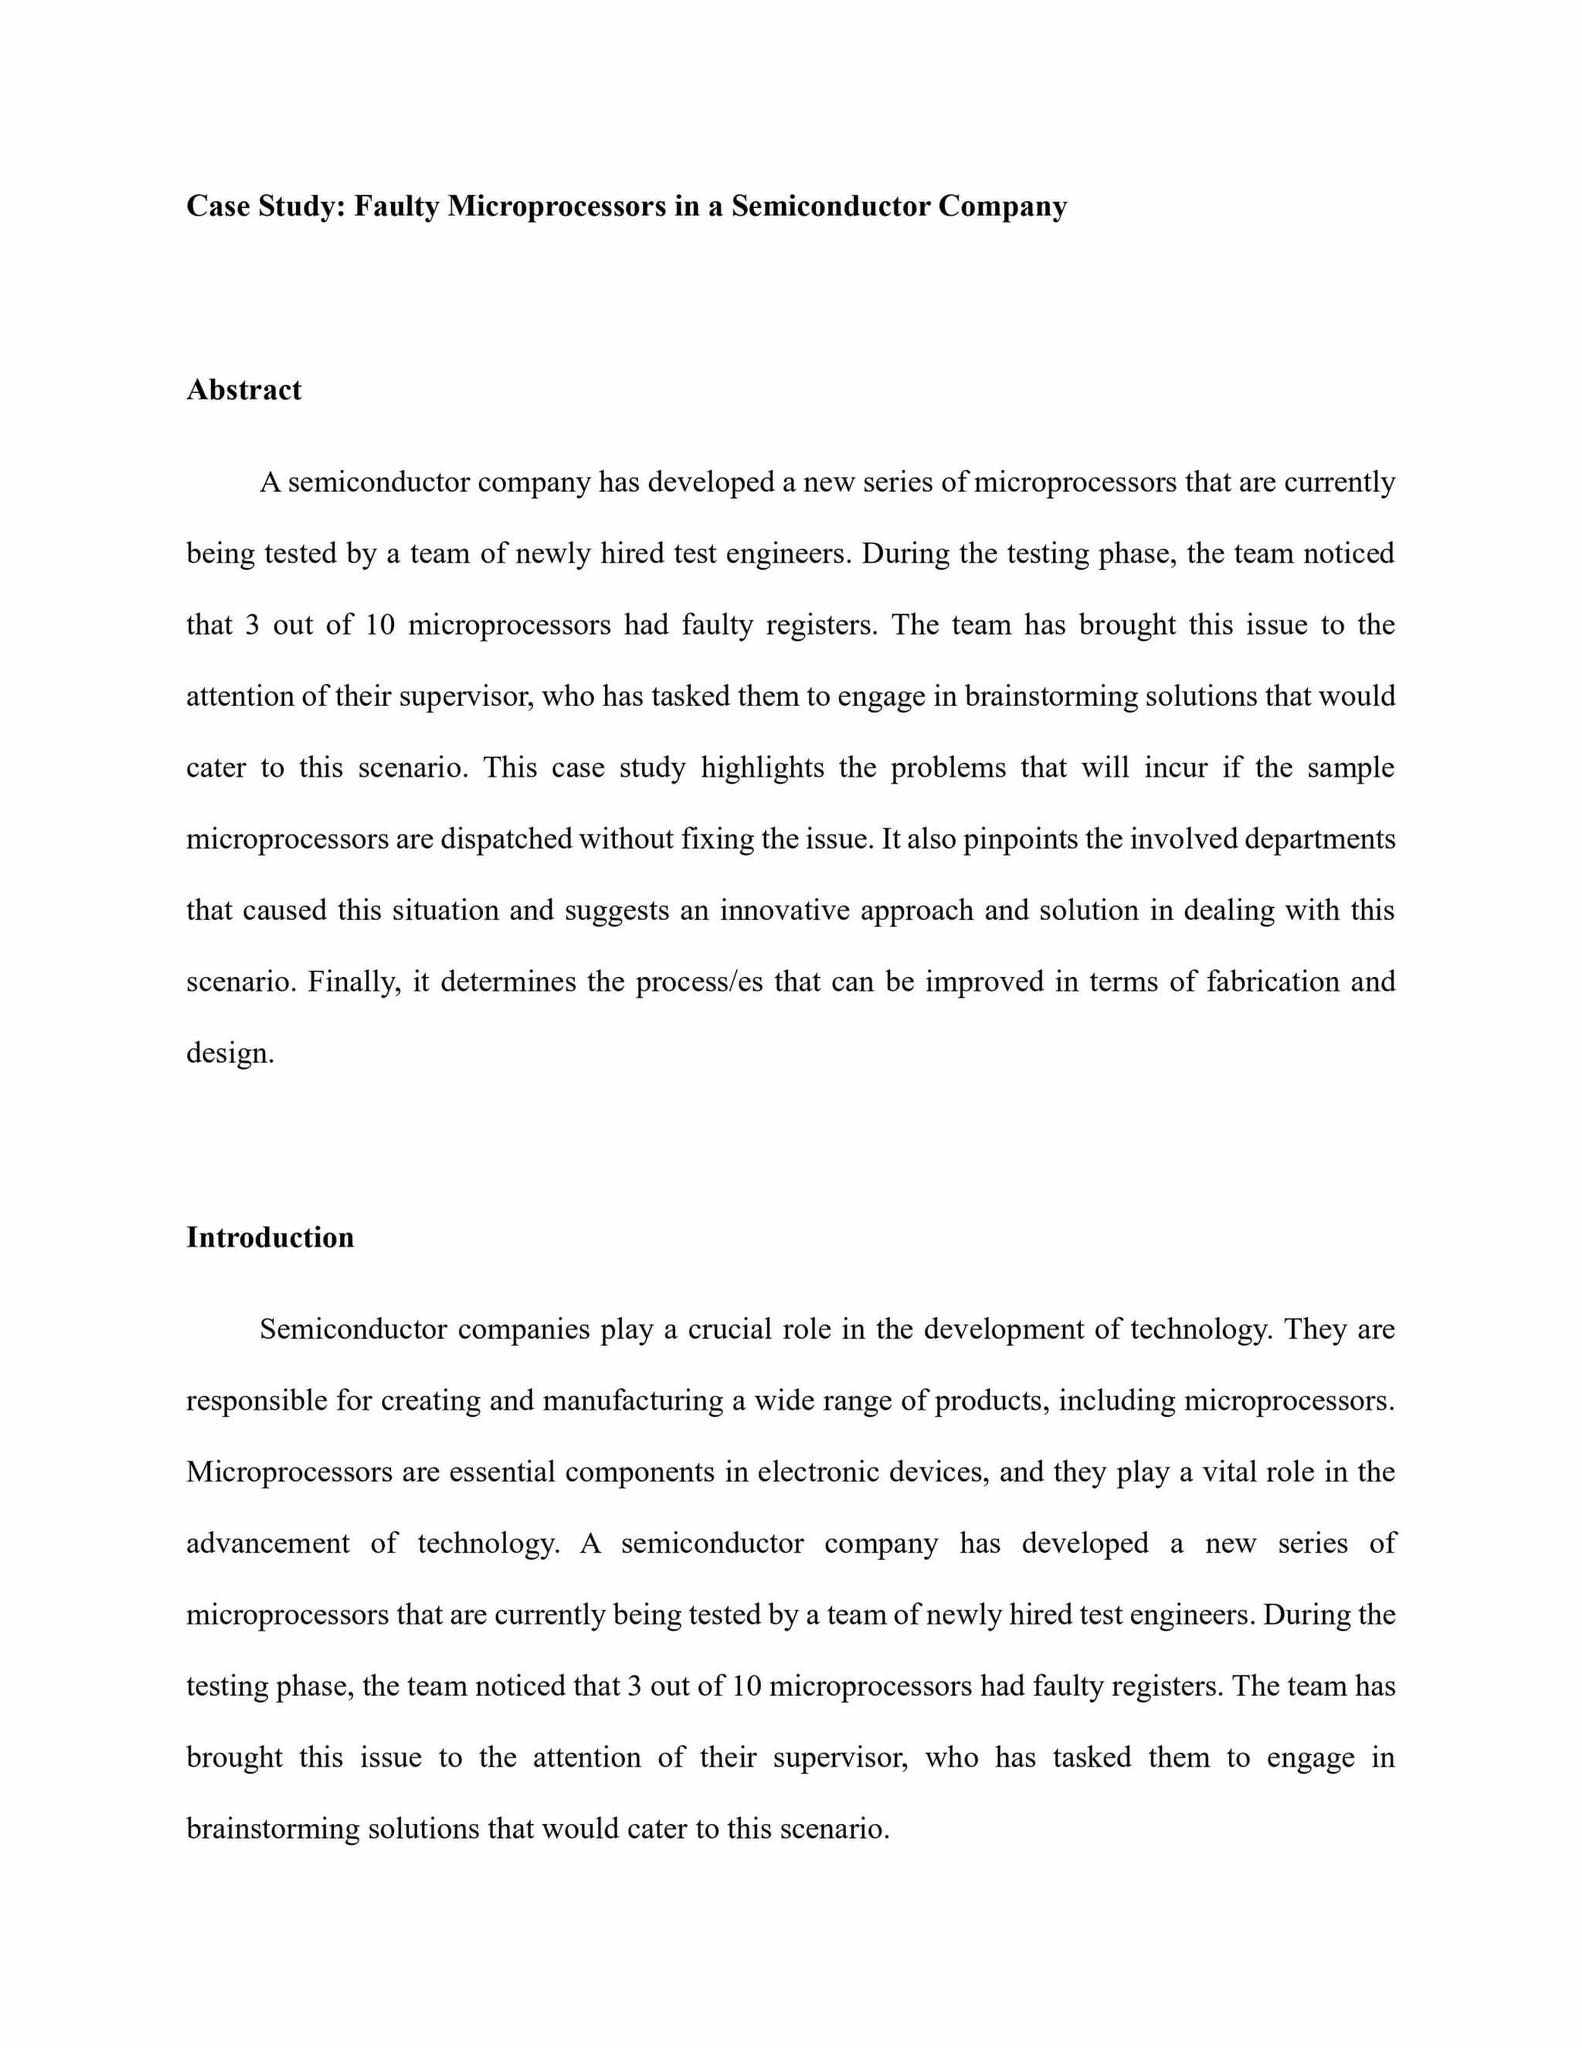 Case Study: Faulty Microprocessors in a Semiconductor Company
Abstract
A semiconductor company has developed a new series of microprocessors that are currently
being tested by a team of newly hired test engineers. During the testing phase, the team noticed
that 3 out of 10 microprocessors had faulty registers. The team has brought this issue to the
attention of their supervisor, who has tasked them to engage in brainstorming solutions that would
cater to this scenario. This case study highlights the problems that will incur if the sample
microprocessors are dispatched without fixing the issue. It also pinpoints the involved departments
that caused this situation and suggests an innovative approach and solution in dealing with this
scenario. Finally, it determines the process/es that can be improved in terms of fabrication and
design.
Introduction
Semiconductor companies play a crucial role in the development of technology. They are
responsible for creating and manufacturing a wide range of products, including microprocessors.
Microprocessors are essential components in electronic devices, and they play a vital role in the
advancement of technology. A semiconductor company has developed a new series of
microprocessors that are currently being tested by a team of newly hired test engineers. During the
testing phase, the team noticed that 3 out of 10 microprocessors had faulty registers. The team has
brought this issue to the attention of their supervisor, who has tasked them to engage in
brainstorming solutions that would cater to this scenario.